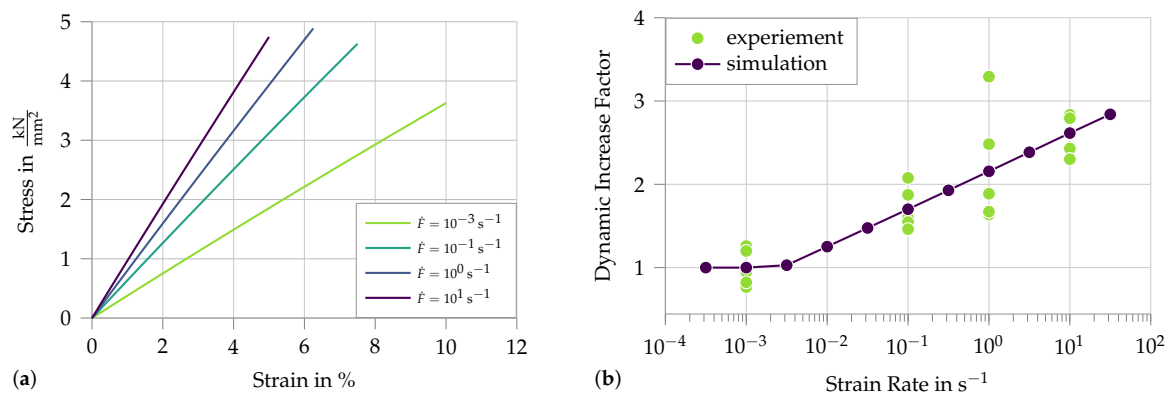 5
4
3
2
1
0
Stress in kN/mm²
0 2 4 6 8 10 12
Strain in %
Ḟ = 10⁻³ s⁻¹
Ḟ = 10⁻¹ s⁻¹
Ḟ = 10⁰ s⁻¹
Ḟ = 10¹ s⁻¹
(a)
4
3
2
1
Dynamic Increase Factor
experiement
simulation
10⁻⁴ 10⁻³ 10⁻² 10⁻¹ 10⁰ 10¹ 10²
Strain Rate in s⁻¹
(b)